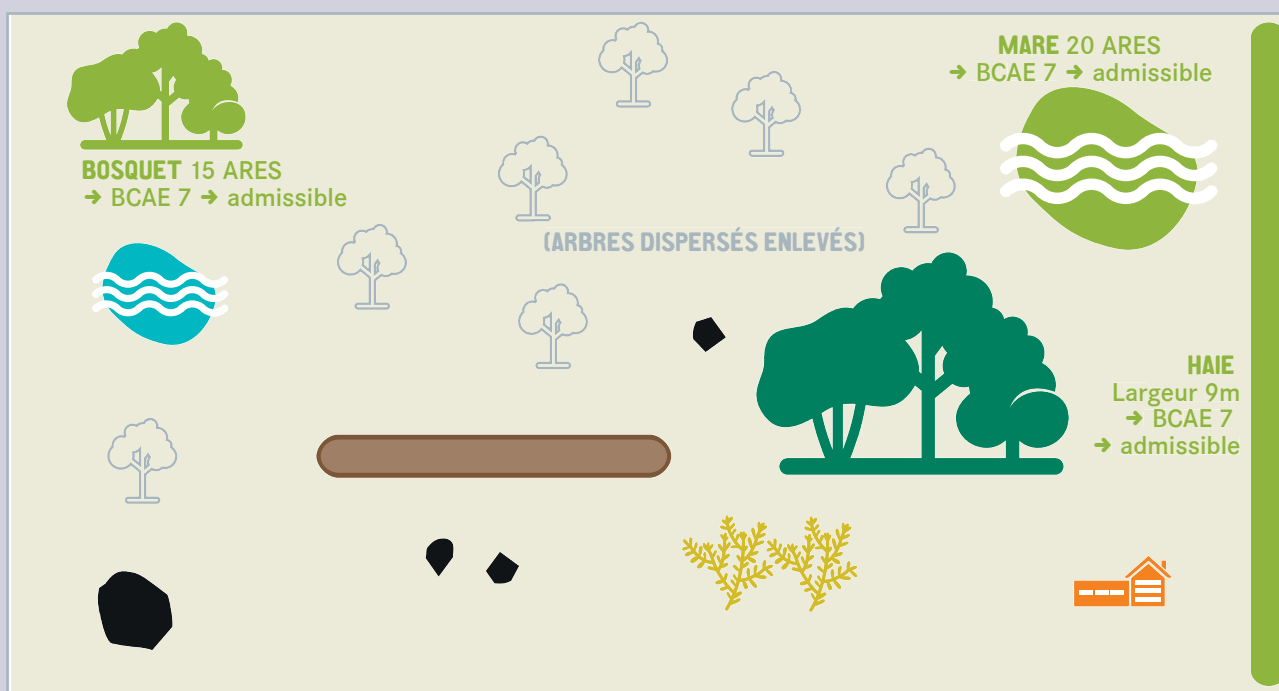 MARE 20 ARES
→ BCAE 7 → admissible
BOSQUET 15 ARES
→ BCAE 7 → admissible
(ARBRES DISPERSÉS ENLEVÉS)
HAIE
Largeur 9m
→ BCAE 7
→ admissible